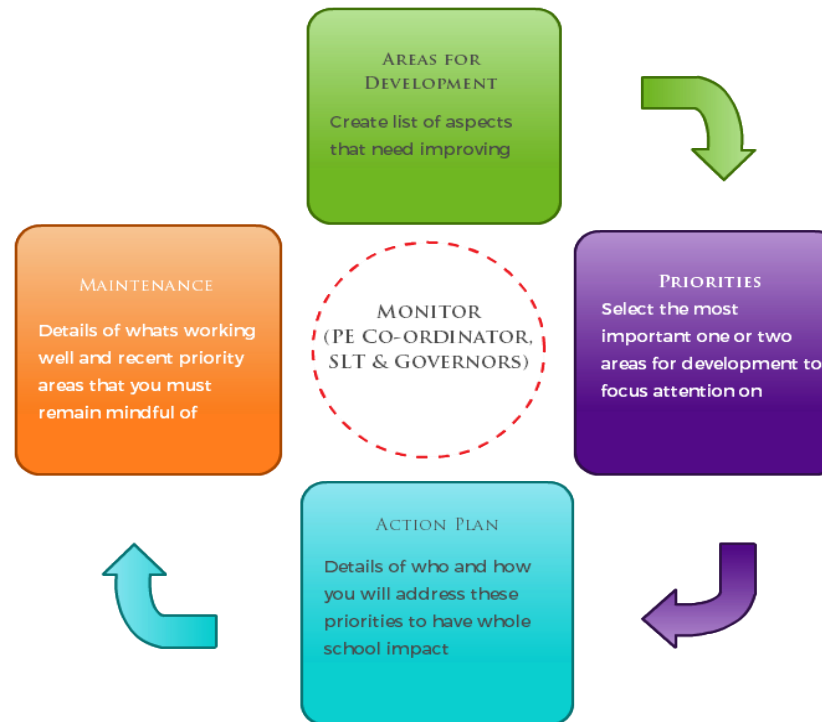 Areas for
Development
Create list of aspects
that need improving
Maintenance
Details of whats working
well and recent priority
areas that you must
remain mindful of
Monitor
(PE Co-ordinator,
SLT & Governors)
Priorities
Select the most
important one or two
areas for development to
focus attention on
Action Plan
Details of who and how
you will address these
priorities to have whole
school impact